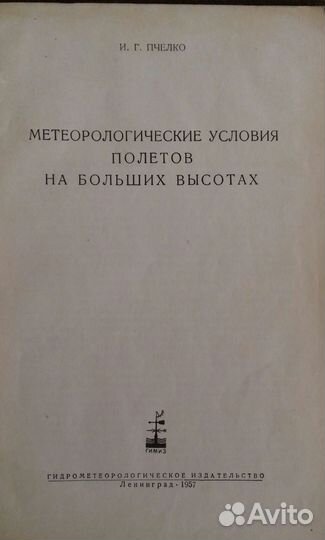 И. Г. ПЧЕЛКО
МЕТЕОРОЛОГИЧЕСКИЕ УСЛОВИЯ
ПОЛЕТОВ
НА БОЛЬШИХ ВЫСОТАХ
ГИМИЗ
ГИДРОМЕТЕОРОЛОГИЧЕСКОЕ ИЗДАТЕЛЬСТВО
Ленинград • 1957
Avito